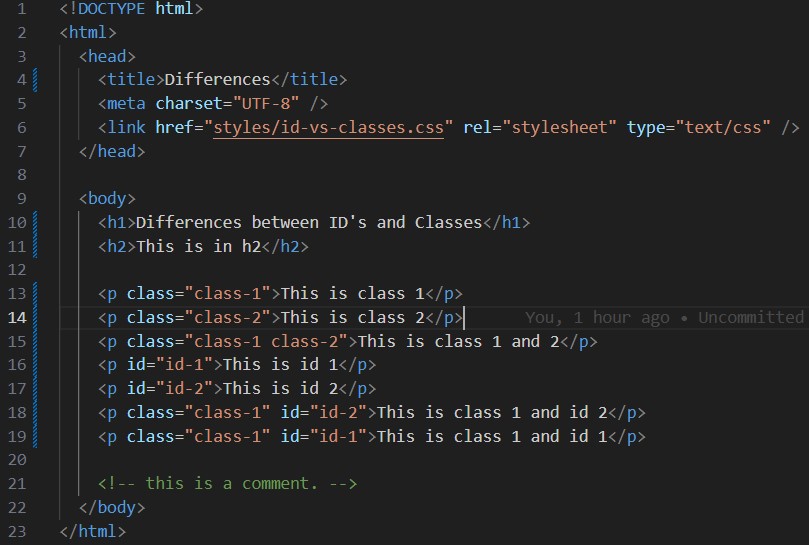 1 <!DOCTYPE html>
2 <html>
3 <head>
4 <title>Differences</title>
5 <meta charset="UTF-8" />
6 <link href="styles/id-vs-classes.css" rel="stylesheet" type="text/css" />
7 </head>
8
9 <body>
10 <h1>Differences between ID's and Classes</h1>
11 <h2>This is in h2</h2>
12
13 <p class="class-1">This is class 1</p>
14 <p class="class-2">This is class 2</p> You, 1 hour ago • Uncommitted
15 <p class="class-1 class-2">This is class 1 and 2</p>
16 <p id="id-1">This is id 1</p>
17 <p id="id-2">This is id 2</p>
18 <p class="class-1" id="id-2">This is class 1 and id 2</p>
19 <p class="class-1" id="id-1">This is class 1 and id 1</p>
20
21 <!-- this is a comment. -->
22 </body>
23 </html>